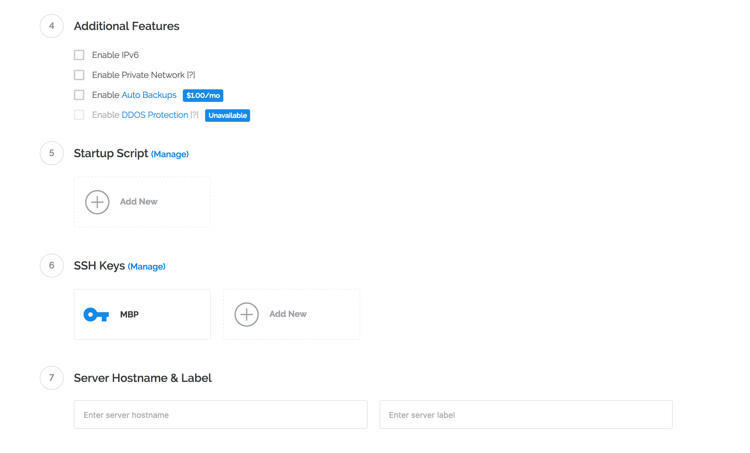 4 Additional Features
Enable IPv6
Enable Private Network [?]
Enable Auto Backups $1.00/mo
Enable DDOS Protection [?] Unavailable
5 Startup Script (Manage)
Add New
6 SSH Keys (Manage)
MBP Add New
7 Server Hostname & Label
Enter server hostname Enter server label